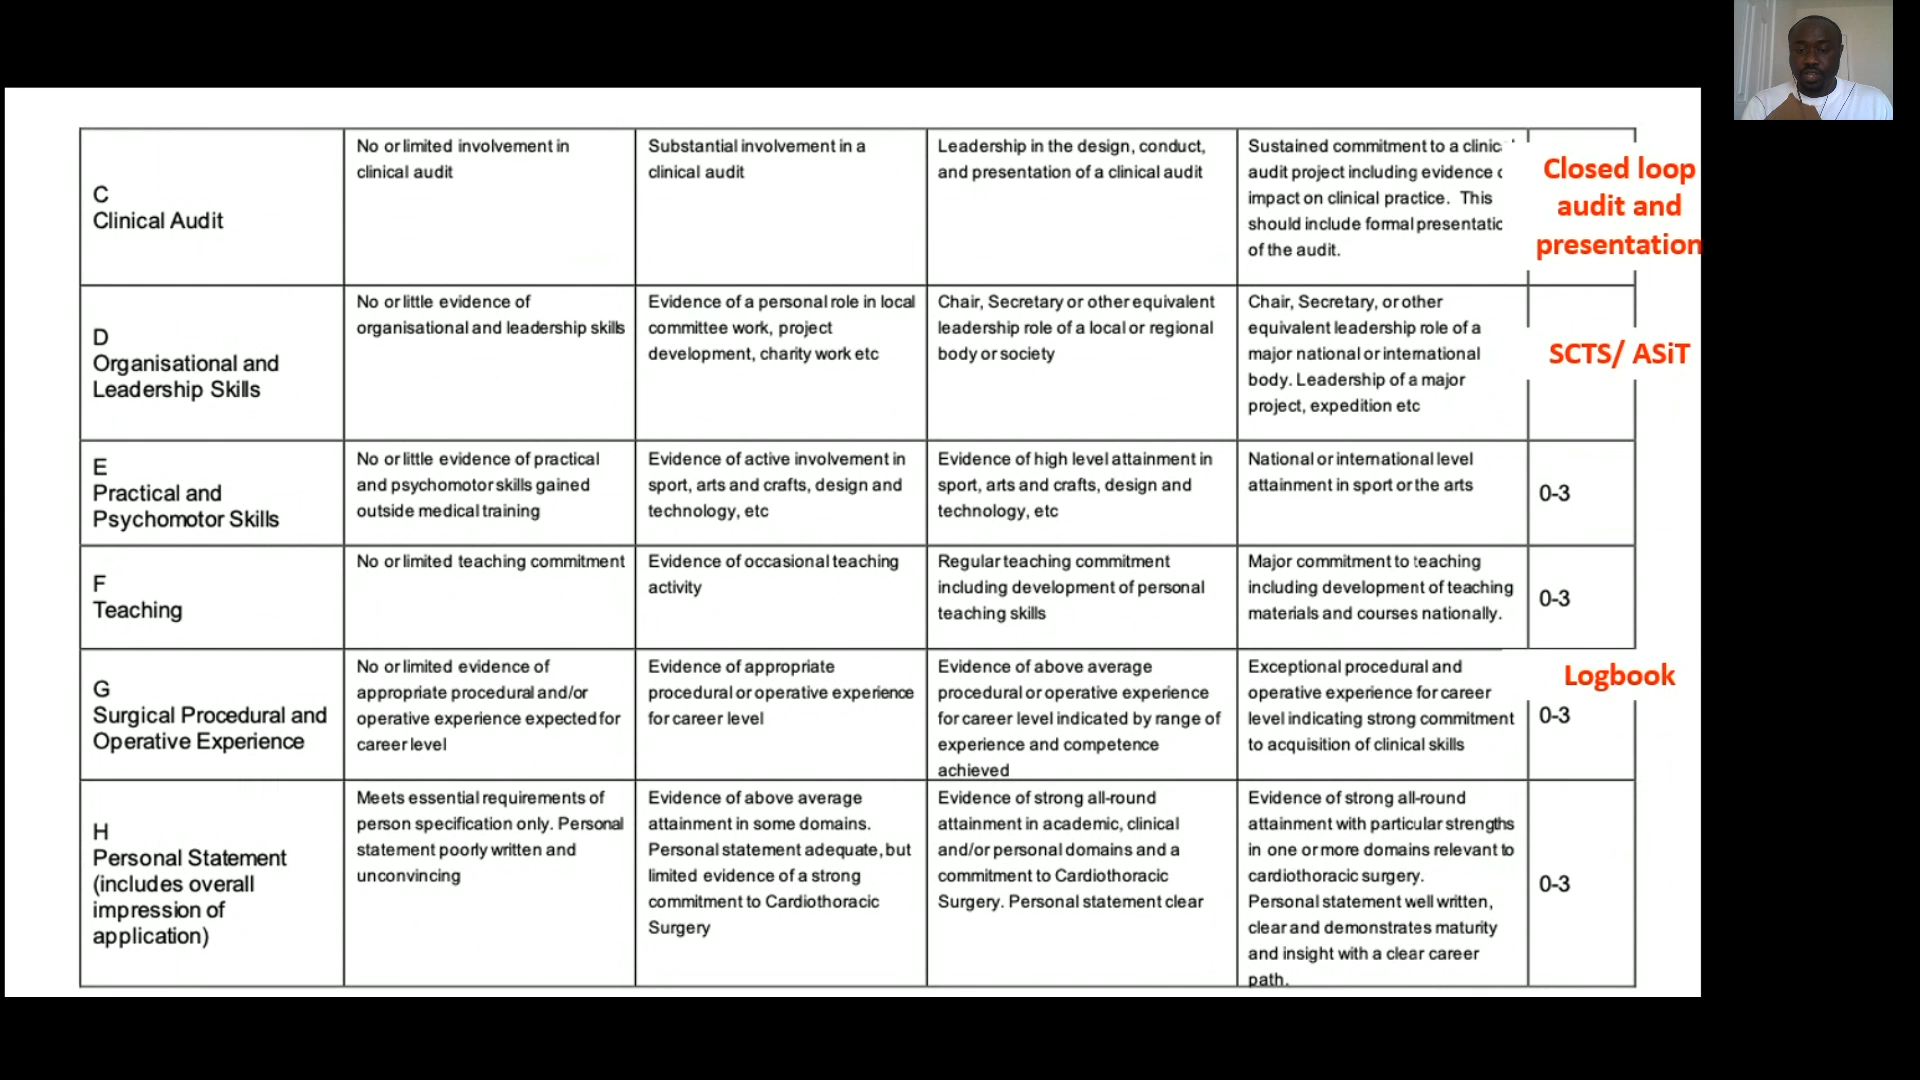 C
Clinical Audit
No or limited involvement in
clinical audit
Substantial involvement in a
clinical audit
Leadership in the design, conduct,
and presentation of a clinical audit
Sustained commitment to a
audit project including evidence
impact on clinical practice. This
should include formal
of the audit.
Closed loop
audit and
presentation
D
Organisational and
Leadership Skills
No or little evidence of
organisational and leadership skills
Evidence of a personal role in local
committee work, project
development, charity work etc
Chair, Secretary or other equivalent
leadership role of a local or regional
body or society
Chair, Secretary, or other
equivalent leadership role of a
major national or international
body. Leadership of a major
project, expedition etc
SCTS/ ASiT
E
Practical and
Psychomotor Skills
No or little evidence of practical
and psychomotor skills gained
outside medical training
Evidence of active involvement in
sport, arts and crafts, design and
technology, etc
Evidence of high level attainment in
sport, arts and crafts, design and
technology, etc
National or international level
attainment in sport or the arts
0-3
F
Teaching
No or limited teaching commitment
Evidence of occasional teaching
activity
Regular teaching commitment
including development of personal
teaching skills
Major commitment to teaching
including development of teaching
materials and courses nationally.
0-3
G
Surgical Procedural and
Operative Experience
No or limited evidence of
appropriate procedural and/or
operative experience expected for
career level
Evidence of appropriate
procedural or operative experience
for career level
Evidence of above average
procedural or operative experience
for career level indicated by range of
experience and competence
achieved
Exceptional procedural and
operative experience for career
level indicating strong commitment
to acquisition of clinical skills
Logbook
0-3
H
Personal Statement
(includes overall
impression of
application)
Meets essential requirements of
person specification only. Personal
statement poorly written and
unconvincing
Evidence of above average
attainment in some domains.
Personal statement adequate, but
limited evidence of a strong
commitment to Cardiothoracic
Surgery
Evidence of strong all-round
attainment in academic, clinical
and/or personal domains and a
commitment to Cardiothoracic
Surgery. Personal statement clear
Evidence of strong all-round
attainment with particular strengths
in one or more domains relevant to
cardiothoracic surgery.
Personal statement well written,
clear and demonstrates maturity
and insight with a clear career
path.
0-3